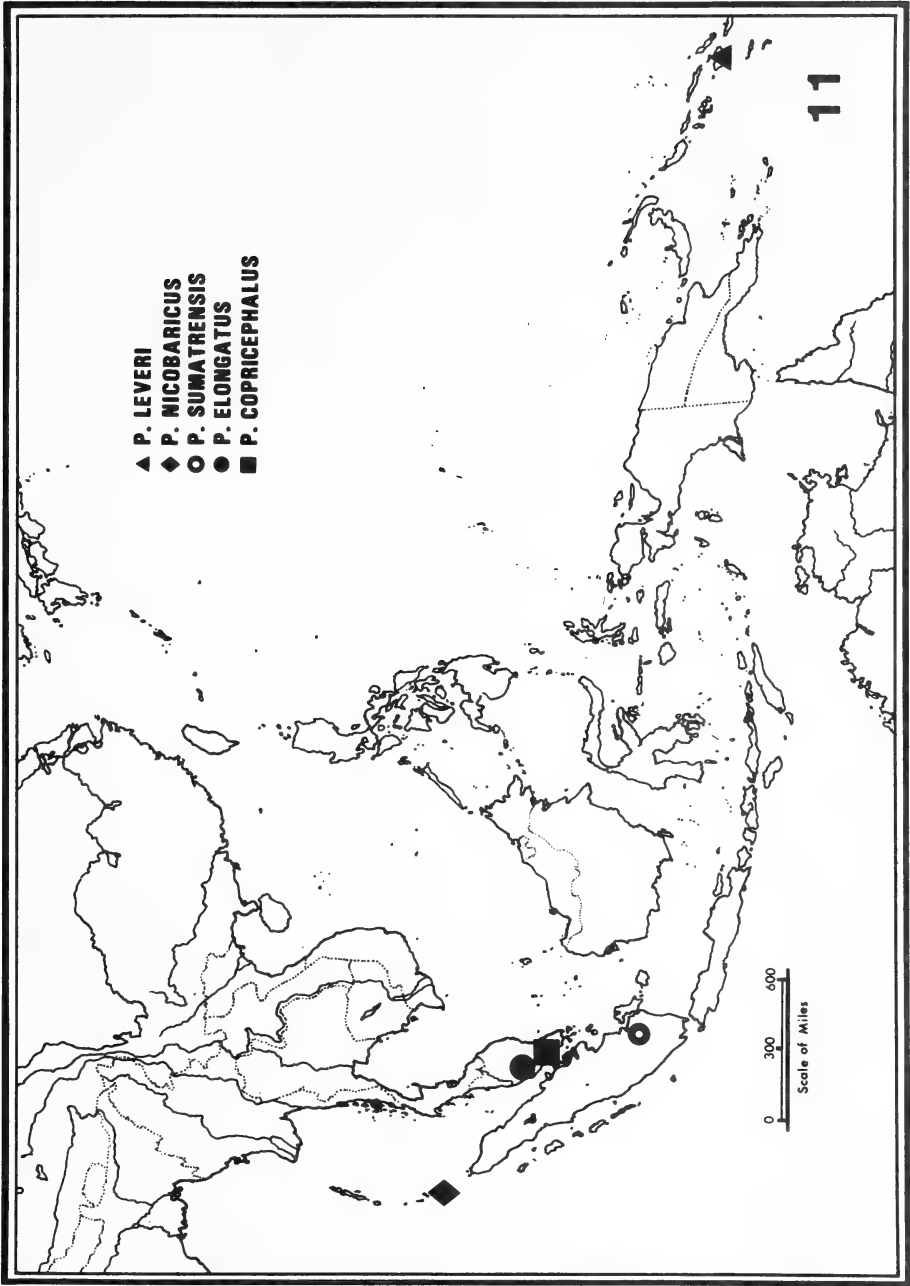 ▲ P. LEVERI
◆ P. NICOBARICUS
○ P. SUMATRENSIS
● P. ELONGATUS
■ P. COPRICEPHALUS
11
0 300 600
Scale of Miles